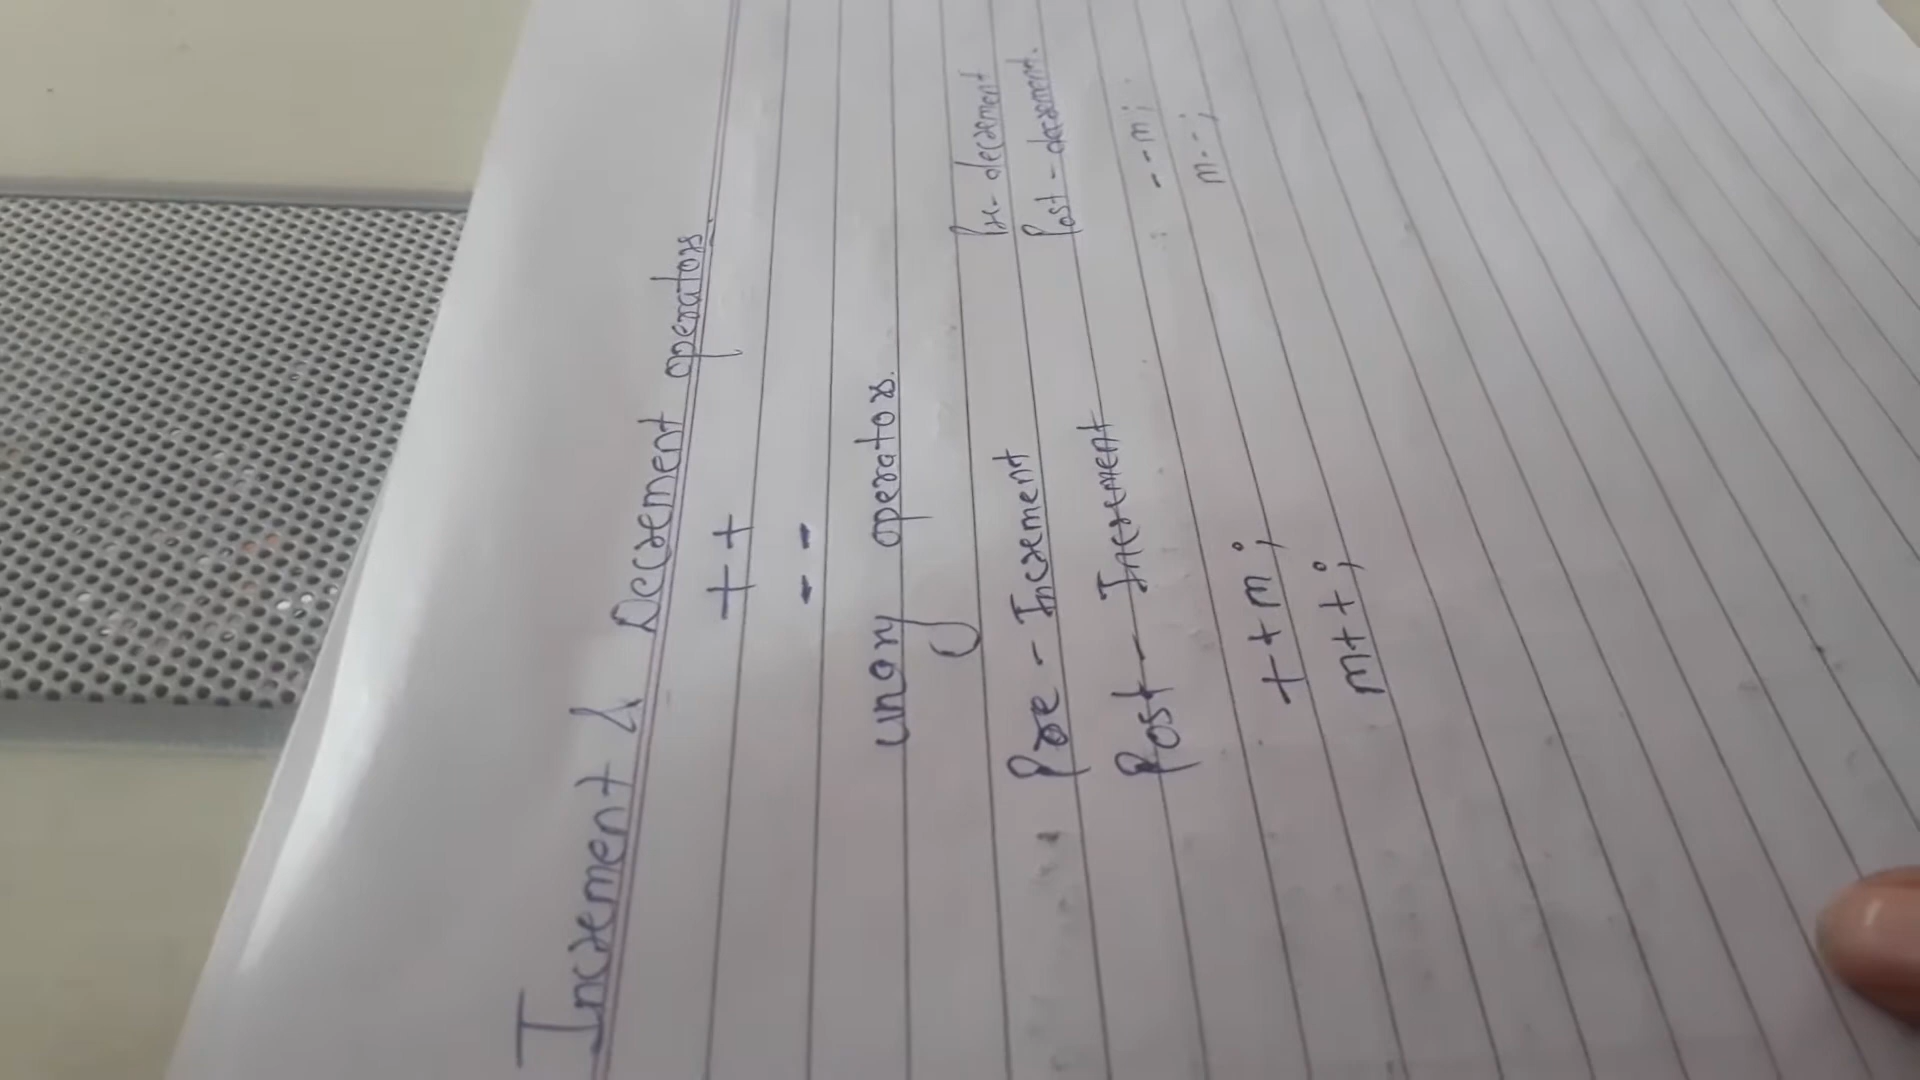 Increment & Decrement operators.
++
--
unary operators.
Pre - Increment Pre - decrement
Post - Increment Post - decrement.
++m; --m;
m++; m--;